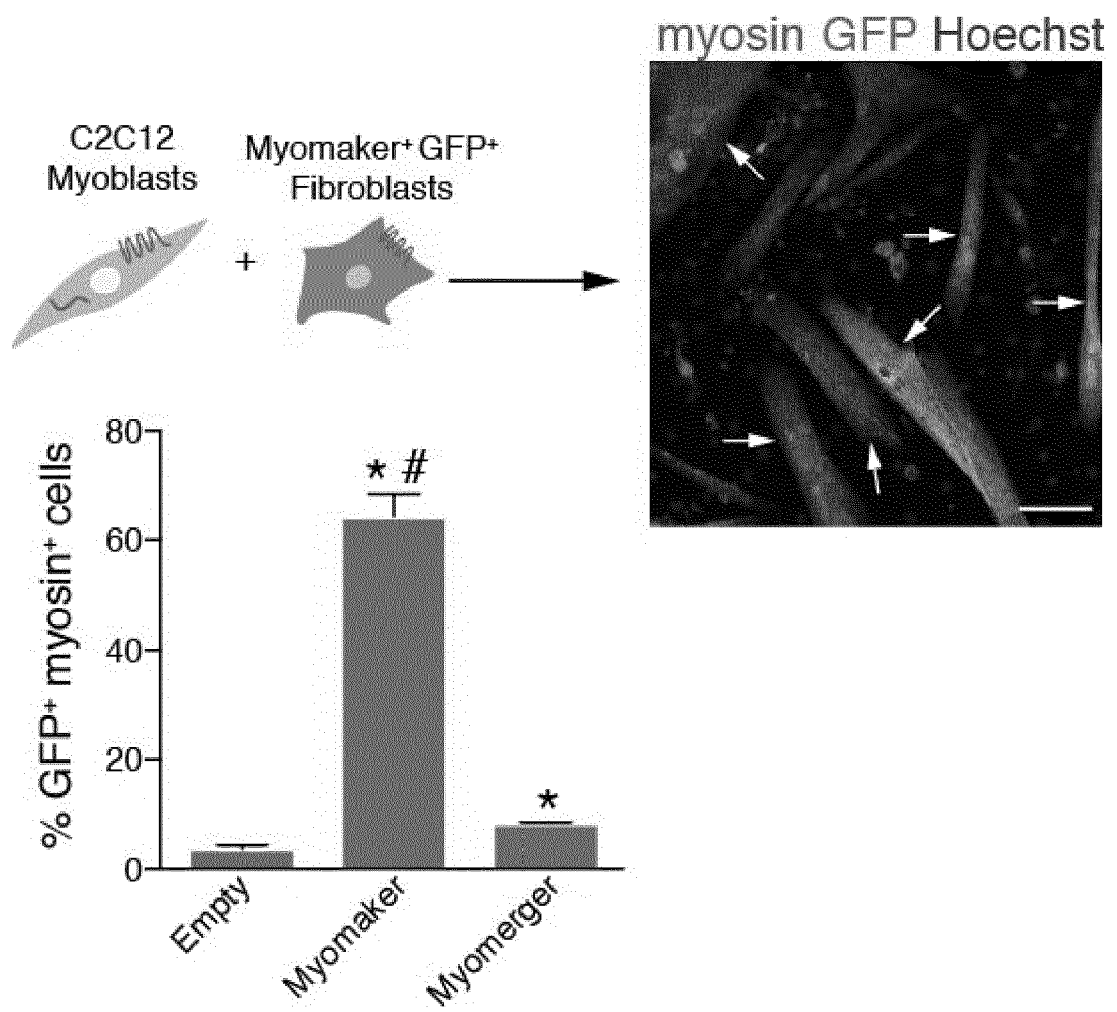 myosin GFP Hoechst
C2C12
Myoblasts
+
Myomaker⁺ GFP⁺
Fibroblasts
80
60
40
20
0
% GFP⁺ myosin⁺ cells
* #
*
Empty
Myomaker
Myomerger